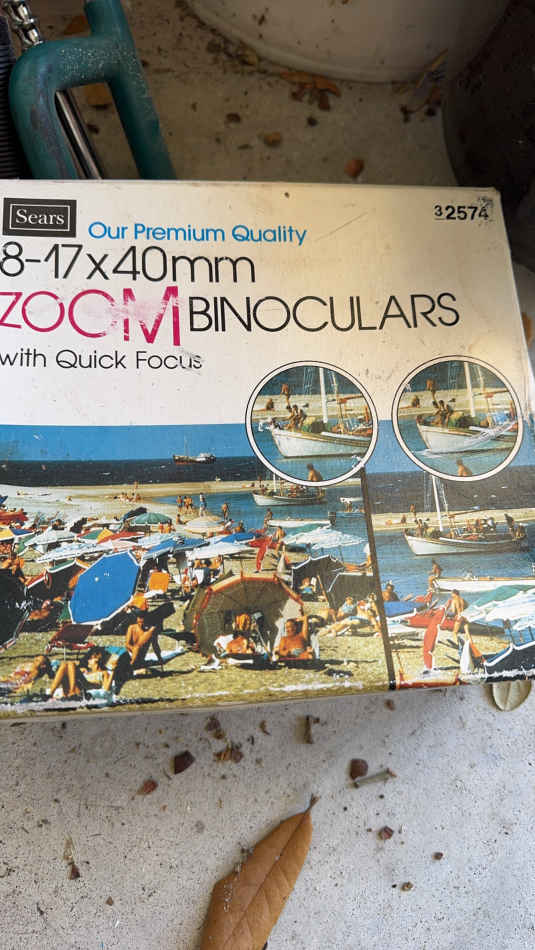 Sears
Our Premium Quality
32574
8-17x40mm
ZOOM BINOCULARS
with Quick Focus